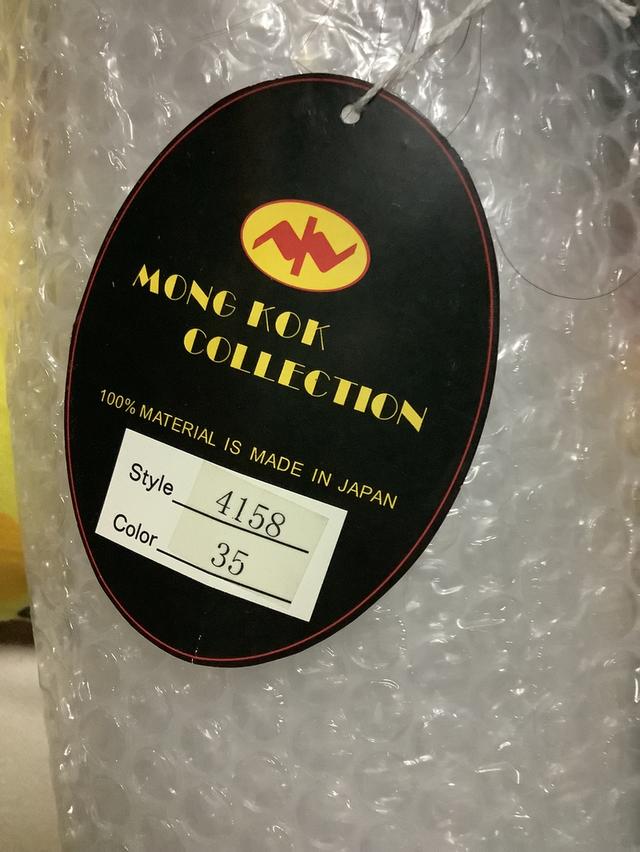 MONG KOK
COLLECTION
100% MATERIAL IS MADE IN JAPAN
Style 4158
Color 35